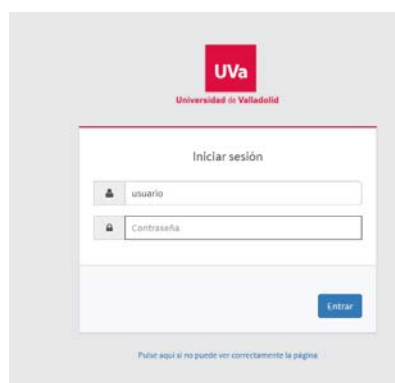 UVa
Universidad de Valladolid
Iniciar sesión
usuario
Contraseña
Entrar
Pulse aquí si no puede ver correctamente la página